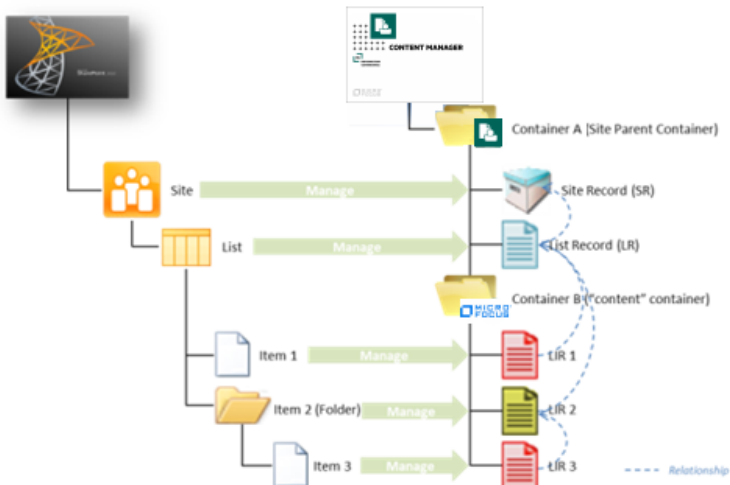 CONTENT MANAGER
Container A [Site Parent Container)
Site
Manage
Site Record (SR)
List
Manage
List Record (LR)
Container B ("content" container)
MICRO
FOCUS
Item 1
Manage
LIR 1
Item 2 (Folder)
Manage
LIR 2
Item 3
Manage
LIR 3
Relationship